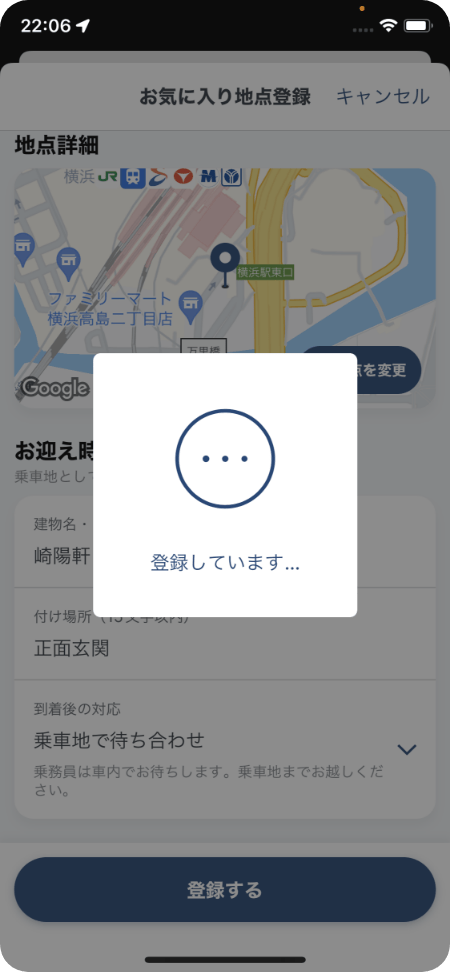 22:06
お気に入り地点登録 キャンセル
地点詳細
横浜 JR
横浜駅東口
ファミリーマート
横浜高島二丁目店
万里橋
点を変更
Google
お迎え時
乗車地として
登録しています...
建物名・
崎陽軒
付け場所（15文字以内）
正面玄関
到着後の対応
乗車地で待ち合わせ
乗務員は車内でお待ちします。乗車地までお越しくだ
さい。
登録する